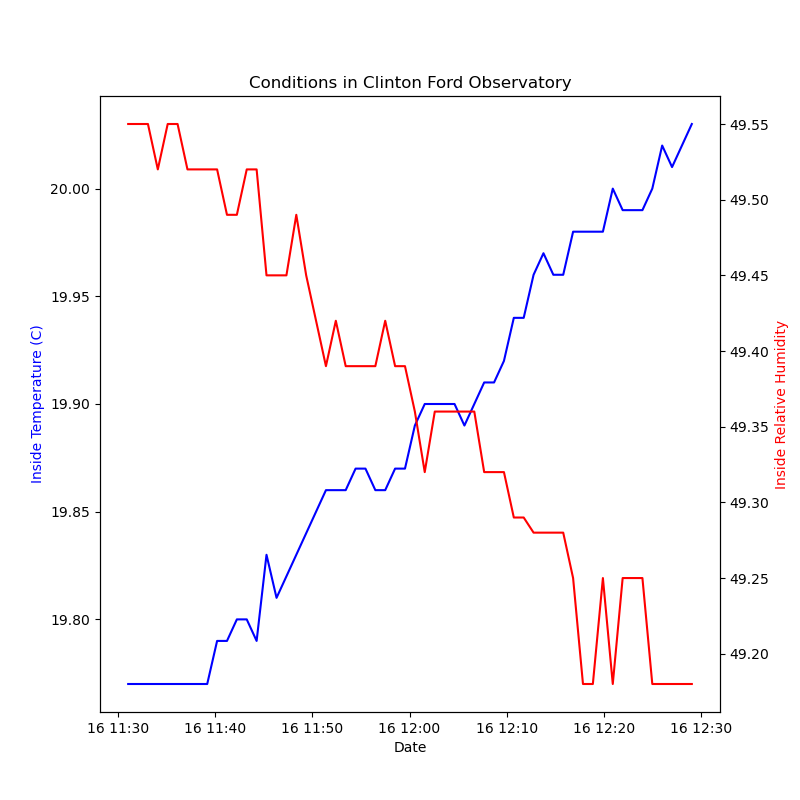 Conditions in Clinton Ford Observatory
Inside Temperature (C)
20.00
19.95
19.90
19.85
19.80
49.55
49.50
49.45
49.40
49.35
49.30
49.25
49.20
Inside Relative Humidity
16 11:30 16 11:40 16 11:50 16 12:00 16 12:10 16 12:20 16 12:30
Date